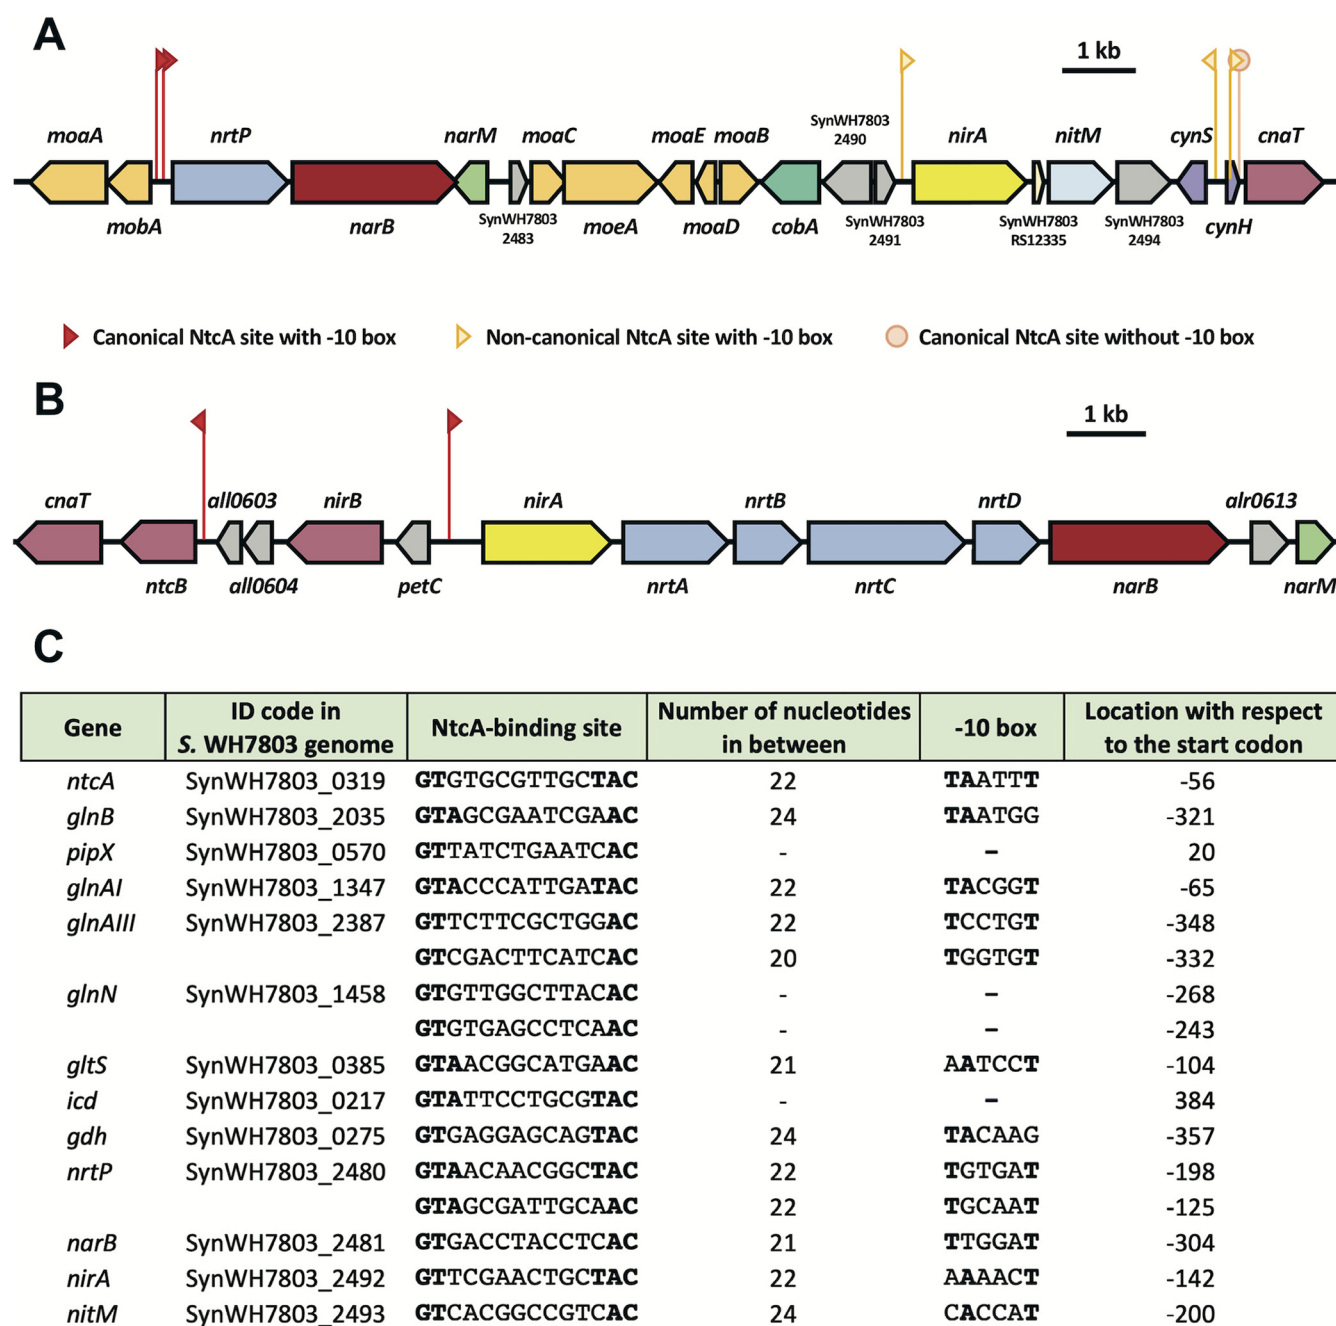 A
1 kb
moaA nrtP narM moaC moaE moaB SynWH7803 2490 nirA nitM cynS cnaT
mobA narB SynWH7803 2483 moeA moaD cobA SynWH7803 2491 SynWH7803 RS12335 SynWH7803 2494 cynH
Canonical NtcA site with -10 box Non-canonical NtcA site with -10 box Canonical NtcA site without -10 box
B
1 kb
cnaT all0603 nirB nirA nrtB nrtD alr0613
ntcB all0604 petC nrtA nrtC narB narM
C
Gene ID code in S. WH7803 genome NtcA-binding site Number of nucleotides in between -10 box Location with respect to the start codon
ntcA SynWH7803_0319 GTGTGCGTTGCTAC 22 TAATTT -56
glnB SynWH7803_2035 GTAGCGAATCGAAC 24 TAATGG -321
pipX SynWH7803_0570 GTTATCTGAATCAC - – 20
glnAI SynWH7803_1347 GTACCCATTGATAC 22 TACGGT -65
glnAIII SynWH7803_2387 GTTCTTCGCTGGAC 22 TCCTGT -348
GTCGACTTCATCAC 20 TGGTGT -332
glnN SynWH7803_1458 GTGTTGGCTTACAC - – -268
GTGTGAGCCTCAAC - – -243
gltS SynWH7803_0385 GTAACGGCATGAAC 21 AATCCT -104
icd SynWH7803_0217 GTATTCCTGCGTAC - – 384
gdh SynWH7803_0275 GTGAGGAGCAGTAC 24 TACAAG -357
nrtP SynWH7803_2480 GTAACAACGGCTAC 22 TGTGAT -198
GTAGCGATTGCAAC 22 TGCAAT -125
narB SynWH7803_2481 GTGACCTACCTCAC 21 TTGGAT -304
nirA SynWH7803_2492 GTTCGAACTGCTAC 22 AAAACT -142
nitM SynWH7803_2493 GTCACGGCCGTCAC 24 CACCAT -200